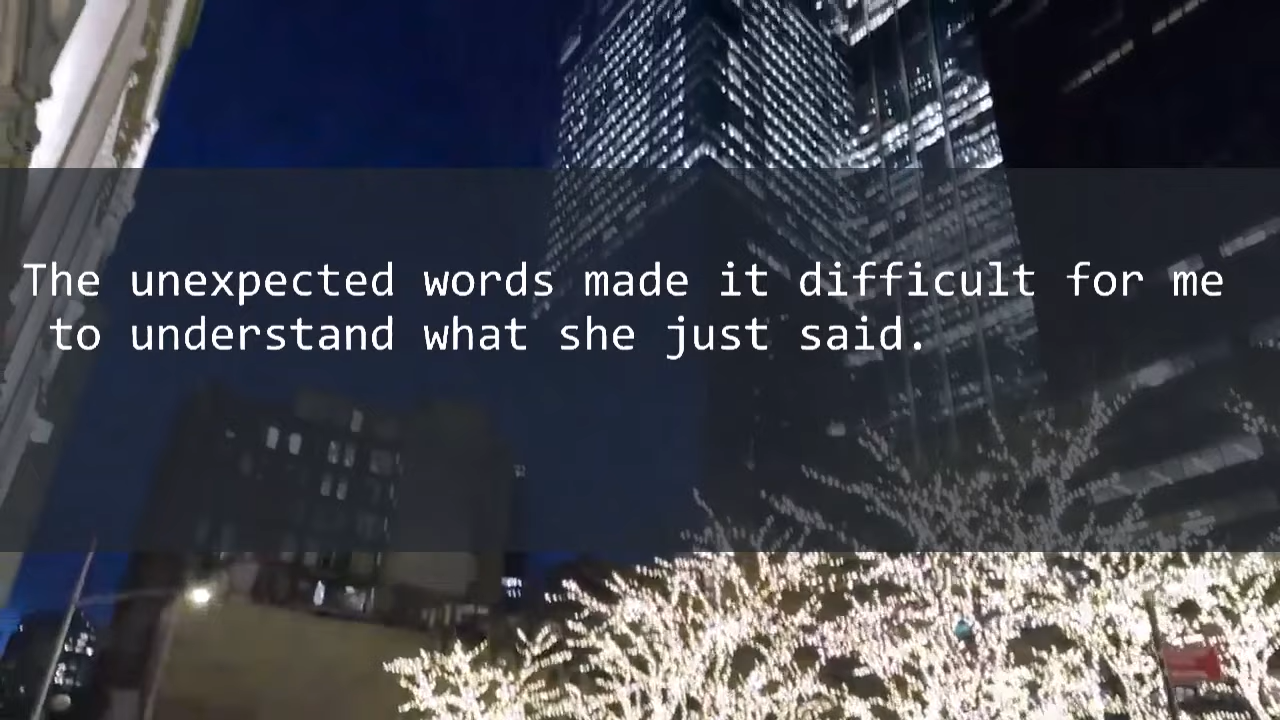 The unexpected words made it difficult for me
to understand what she just said.